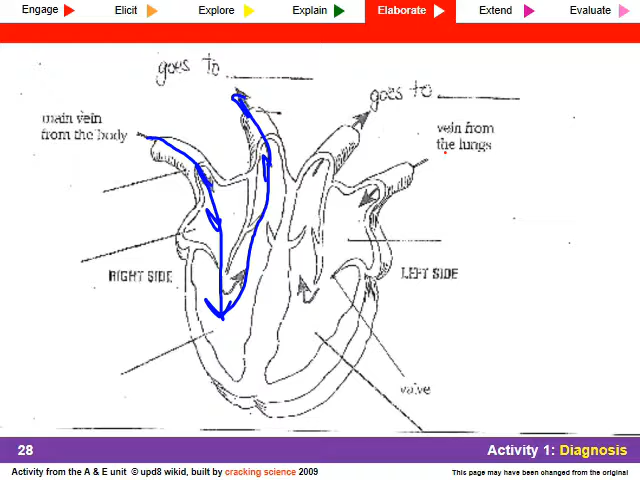 Engage Elicit Explore Explain Elaborate Extend Evaluate
goes to
goes to
main vein
from the body
vein from
the lungs
RIGHT SIDE
LEFT SIDE
valve
28
Activity 1: Diagnosis
Activity from the A & E unit © upd8 wikid, built by cracking science 2009
This page may have been changed from the original